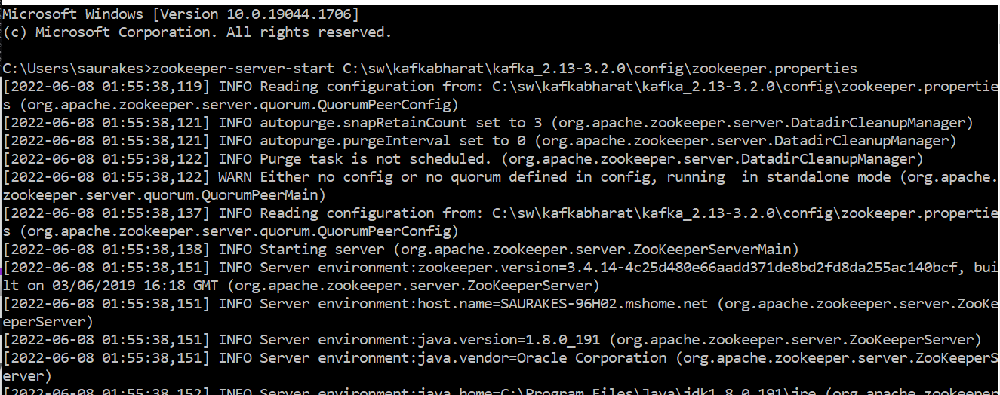 Microsoft Windows [Version 10.0.19044.1706]
(c) Microsoft Corporation. All rights reserved.
C:\Users\saurakes>zookeeper-server-start C:\sw\kafkabharat\kafka_2.13-3.2.0\config\zookeeper.properties
[2022-06-08 01:55:38,119] INFO Reading configuration from: C:\sw\kafkabharat\kafka_2.13-3.2.0\config\zookeeper.propertie
s (org.apache.zookeeper.server.quorum.QuorumPeerConfig)
[2022-06-08 01:55:38,121] INFO autopurge.snapRetainCount set to 3 (org.apache.zookeeper.server.DatadirCleanupManager)
[2022-06-08 01:55:38,121] INFO autopurge.purgeInterval set to 0 (org.apache.zookeeper.server.DatadirCleanupManager)
[2022-06-08 01:55:38,122] INFO Purge task is not scheduled. (org.apache.zookeeper.server.DatadirCleanupManager)
[2022-06-08 01:55:38,122] WARN Either no config or no quorum defined in config, running  in standalone mode (org.apache.
zookeeper.server.quorum.QuorumPeerMain)
[2022-06-08 01:55:38,137] INFO Reading configuration from: C:\sw\kafkabharat\kafka_2.13-3.2.0\config\zookeeper.propertie
s (org.apache.zookeeper.server.quorum.QuorumPeerConfig)
[2022-06-08 01:55:38,138] INFO Starting server (org.apache.zookeeper.server.ZooKeeperServerMain)
[2022-06-08 01:55:38,151] INFO Server environment:zookeeper.version=3.4.14-4c25d480e66aadd371de8bd2fd8da255ac140bcf, bui
lt on 03/06/2019 16:18 GMT (org.apache.zookeeper.server.ZooKeeperServer)
[2022-06-08 01:55:38,151] INFO Server environment:host.name=SAURAKES-96H02.mshome.net (org.apache.zookeeper.server.ZooKe
eperServer)
[2022-06-08 01:55:38,151] INFO Server environment:java.version=1.8.0_191 (org.apache.zookeeper.server.ZooKeeperServer)
[2022-06-08 01:55:38,151] INFO Server environment:java.vendor=Oracle Corporation (org.apache.zookeeper.server.ZooKeeperS
erver)
[2022-06-08 01:55:38,152] INFO Server environment:java.home=C:\Program Files\Java\jdk1.8.0_191\jre (org.apache.zookeeper